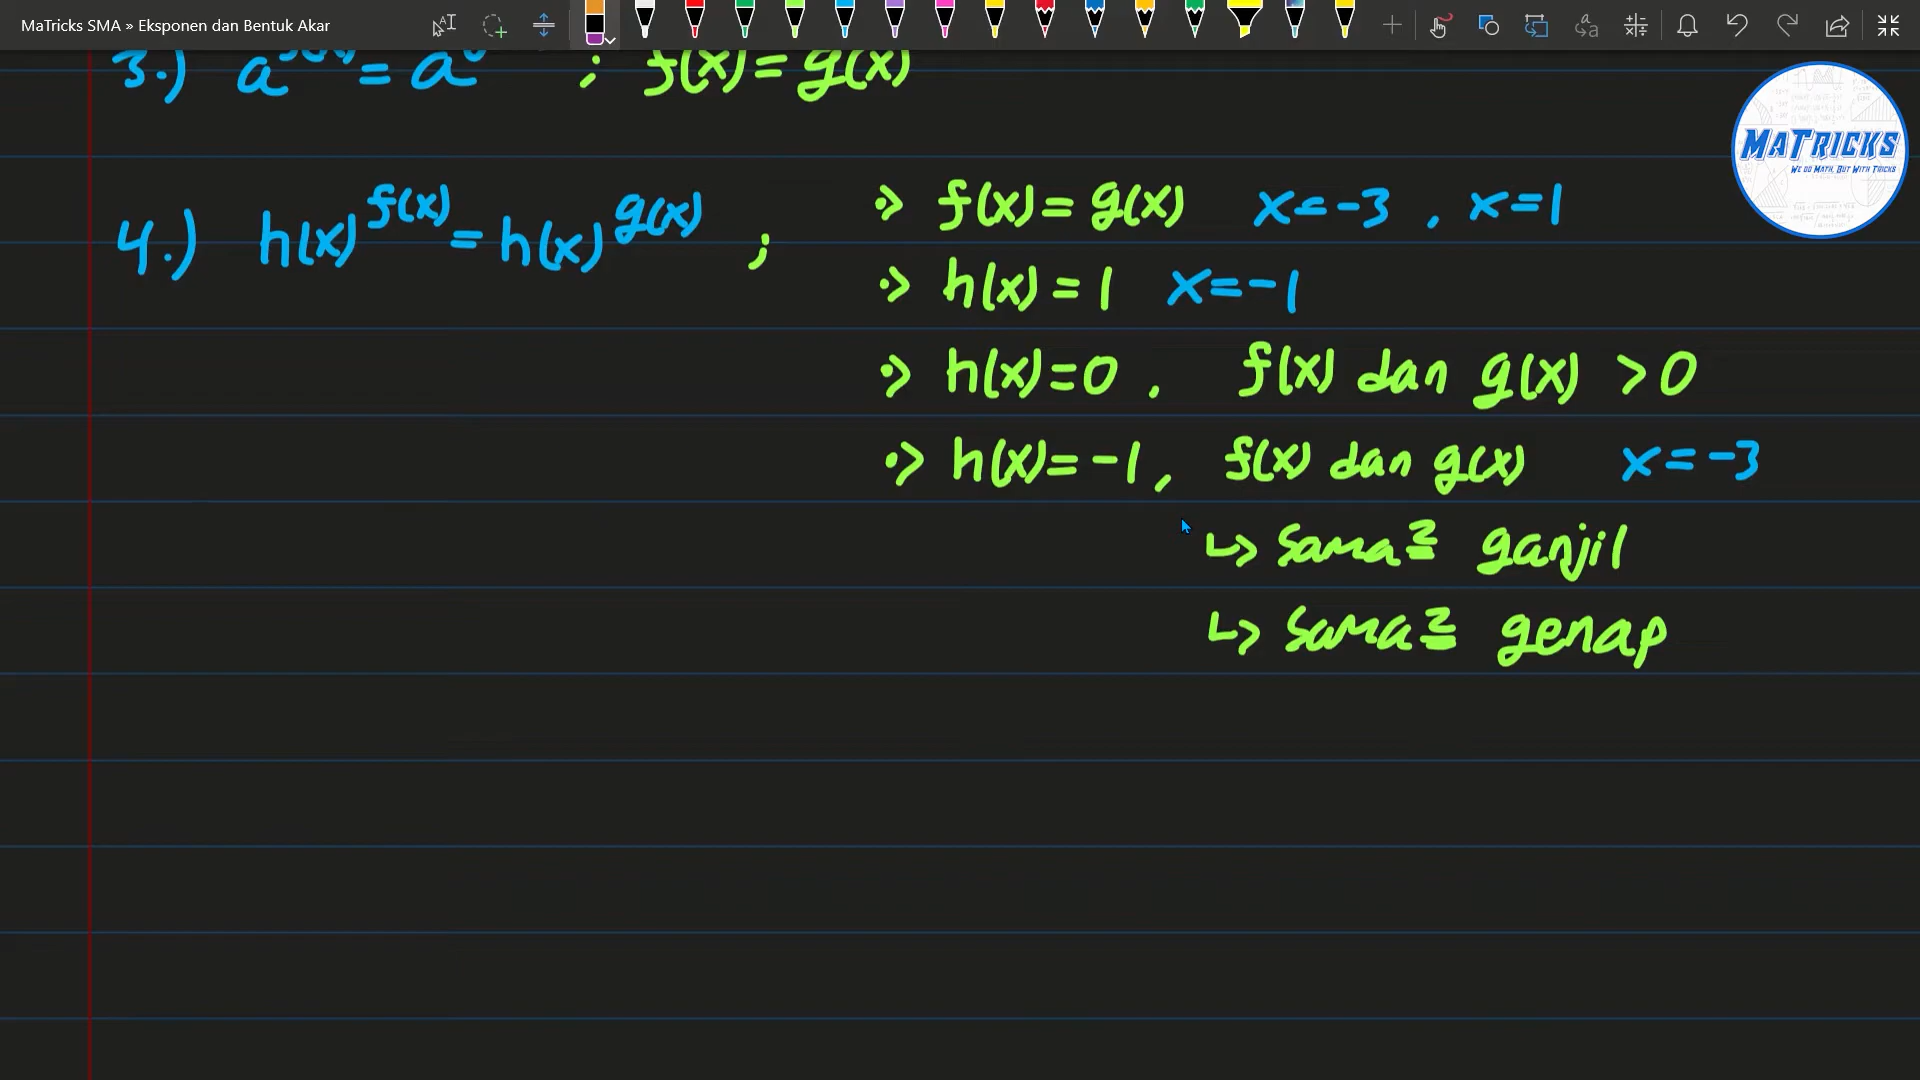 MaTricks SMA » Eksponen dan Bentuk Akar
3.) a = a ; f(x) = g(x)
MATRICKS
WE DO MATH, BUT WITH TRICKS
4.) h(x)^f(x) = h(x)^g(x) ; •> f(x) = g(x) x = -3 , x = 1
•> h(x) = 1 x = -1
•> h(x) = 0 , f(x) dan g(x) > 0
•> h(x) = -1 , f(x) dan g(x) x = -3
↳ sama² ganjil
↳ sama² genap